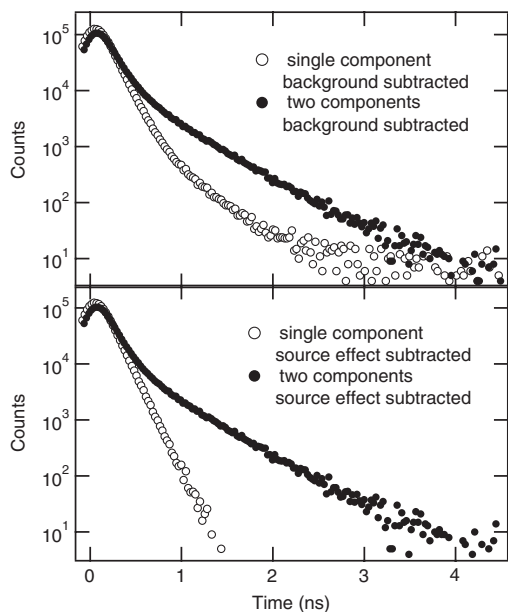 10^5
10^4
10^3
10^2
10^1
Counts
○ single component
background subtracted
● two components
background subtracted
10^5
10^4
10^3
10^2
10^1
Counts
○ single component
source effect subtracted
● two components
source effect subtracted
0 1 2 3 4
Time (ns)